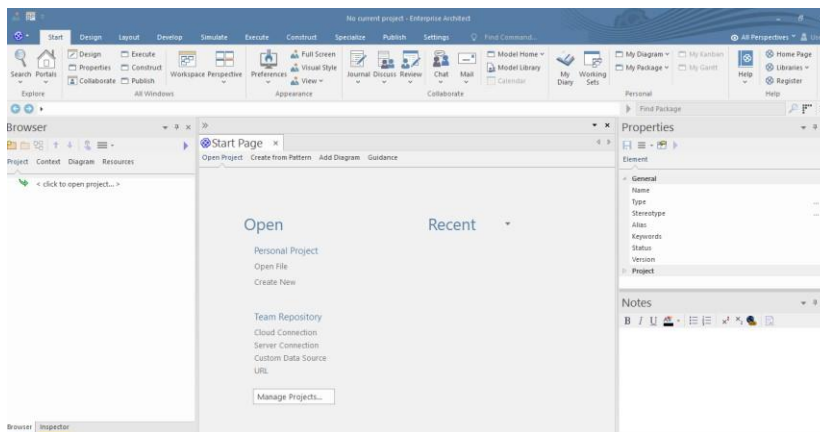 No current project - Enterprise Architect
Start Design Layout Develop Simulate Execute Construct Specialize Publish Settings Find Command... All Perspectives
Search Portals
Explore
Design Execute
Properties Construct
Collaborate Publish
Workspace Perspective
All Windows
Preferences
Full Screen
Visual Style
View
Appearance
Journal Discuss Review Chat Mail
Model Home
Model Library
Calendar
Collaborate
My Diary Working Sets
My Diagram My Kanban
My Package My Gantt
Personal
Help
Home Page
Libraries
Register
Help
Find Package
Browser
Project Context Diagram Resources
< click to open project... >
Start Page
Open Project Create from Pattern Add Diagram Guidance
Open
Personal Project
Open File
Create New
Team Repository
Cloud Connection
Server Connection
Custom Data Source
URL
Manage Projects...
Recent
Properties
Element
General
Name
Type ...
Stereotype ...
Alias
Keywords
Status
Version
Project
Notes
B I U
Browser Inspector